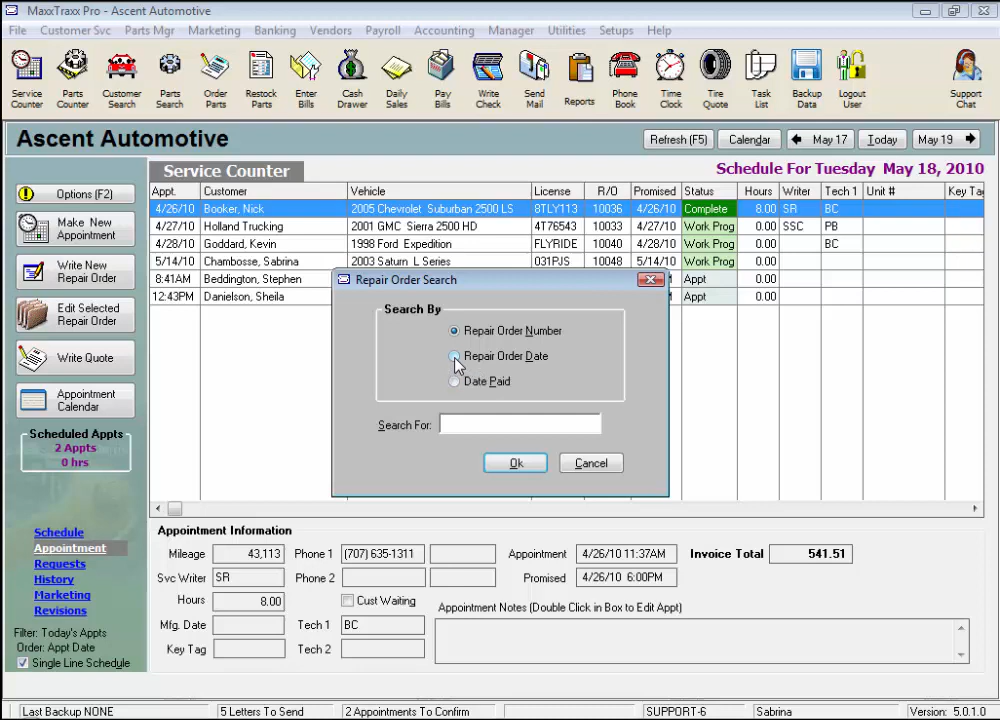 MaxxTraxx Pro - Ascent Automotive
File Customer Svc Parts Mgr Marketing Banking Vendors Payroll Accounting Manager Utilities Setups Help
Service Counter
Parts Counter
Customer Search
Parts Search
Order Parts
Restock Parts
Enter Bills
Cash Drawer
Daily Sales
Pay Bills
Write Check
Send Mail
Reports
Phone Book
Time Clock
Tire Quote
Task List
Backup Data
Logout User
Support Chat
Ascent Automotive
Refresh (F5) Calendar May 17 Today May 19
Service Counter
Schedule For Tuesday May 18, 2010
Options (F2)
Make New Appointment
Write New Repair Order
Edit Selected Repair Order
Write Quote
Appointment Calendar
Scheduled Appts
2 Appts
0 hrs
Schedule
Appointment
Requests
History
Marketing
Revisions
Filter: Today's Appts
Order: Appt Date
Single Line Schedule
Appt. Customer Vehicle License R/O Promised Status Hours Writer Tech 1 Unit # Key Tag
4/26/10 Booker, Nick 2005 Chevrolet Suburban 2500 LS 8TLY113 10036 4/26/10 Complete 8.00 SR BC
4/27/10 Holland Trucking 2001 GMC Sierra 2500 HD 4T76543 10033 4/27/10 Work Prog 0.00 SSC PB
4/28/10 Goddard, Kevin 1998 Ford Expedition FLYRIDE 10040 4/28/10 Work Prog 0.00 BC
5/14/10 Chambosse, Sabrina 2003 Saturn L Series 031PJS 10048 5/14/10 Work Prog 0.00
8:41AM Beddington, Stephen Appt 0.00
12:43PM Danielson, Sheila Appt 0.00
Repair Order Search
Search By
Repair Order Number
Repair Order Date
Date Paid
Search For:
Ok Cancel
Appointment Information
Mileage 43,113 Phone 1 (707) 635-1311 Appointment 4/26/10 11:37AM Invoice Total 541.51
Svc Writer SR Phone 2 Promised 4/26/10 6:00PM
Hours 8.00 Cust Waiting Appointment Notes (Double Click in Box to Edit Appt)
Mfg. Date Tech 1 BC
Key Tag Tech 2
Last Backup NONE 5 Letters To Send 2 Appointments To Confirm SUPPORT-6 Sabrina Version: 5.0.1.0